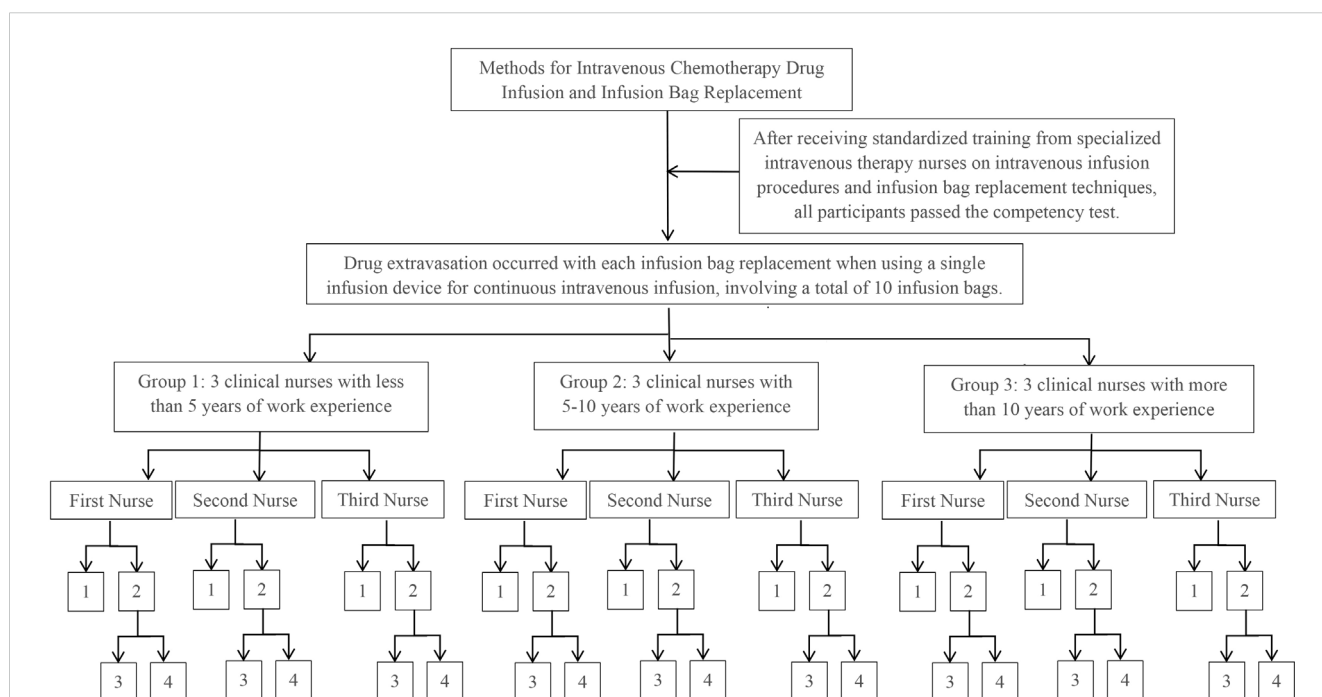 Methods for Intravenous Chemotherapy Drug
Infusion and Infusion Bag Replacement
After receiving standardized training from specialized
intravenous therapy nurses on intravenous infusion
procedures and infusion bag replacement techniques,
all participants passed the competency test.
Drug extravasation occurred with each infusion bag replacement when using a single
infusion device for continuous intravenous infusion, involving a total of 10 infusion bags.
Group 1: 3 clinical nurses with less
than 5 years of work experience
Group 2: 3 clinical nurses with
5-10 years of work experience
Group 3: 3 clinical nurses with more
than 10 years of work experience
First Nurse
Second Nurse
Third Nurse
First Nurse
Second Nurse
Third Nurse
First Nurse
Second Nurse
Third Nurse
1 2 1 2 1 2 1 2 1 2 1 2 1 2 1 2 1 2
3 4 3 4 3 4 3 4 3 4 3 4 3 4 3 4 3 4